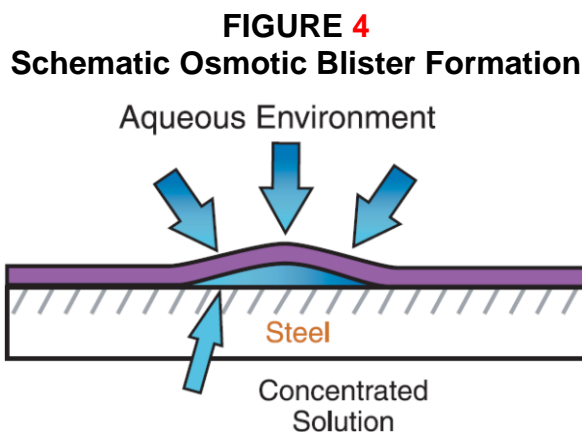 FIGURE 4
Schematic Osmotic Blister Formation
Aqueous Environment
Steel
Concentrated
Solution